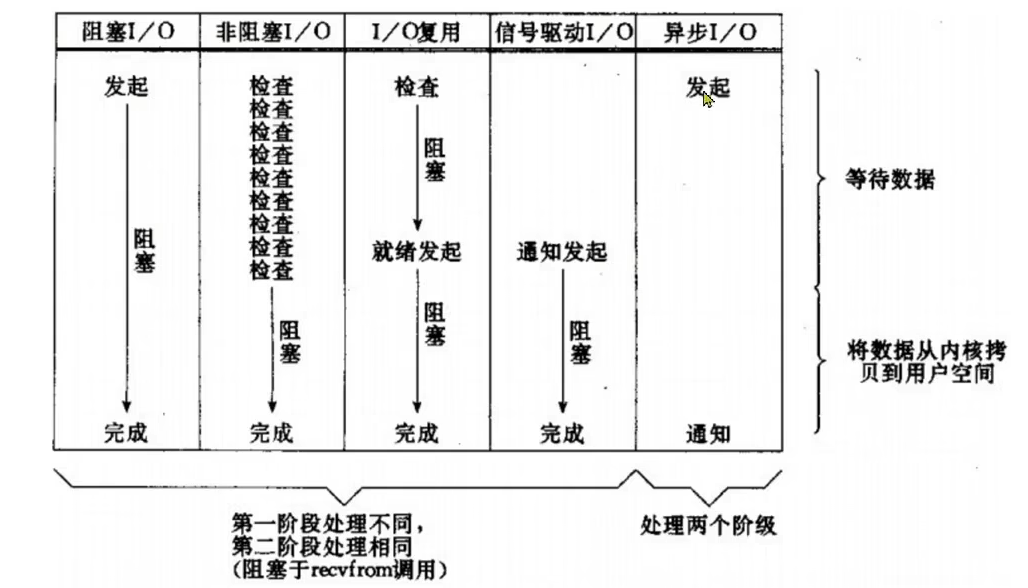 阻塞I/O 非阻塞I/O I/O复用 信号驱动I/O 异步I/O
发起 检查 检查 发起
检查
检查
检查
检查
检查
检查
检查
检查
阻塞
等待数据
阻塞
就绪发起 通知发起
阻塞
阻塞
阻塞
将数据从内核拷
贝到用户空间
完成 完成 完成 完成 通知
第一阶段处理不同，
第二阶段处理相同
（阻塞于recvfrom调用）
处理两个阶级